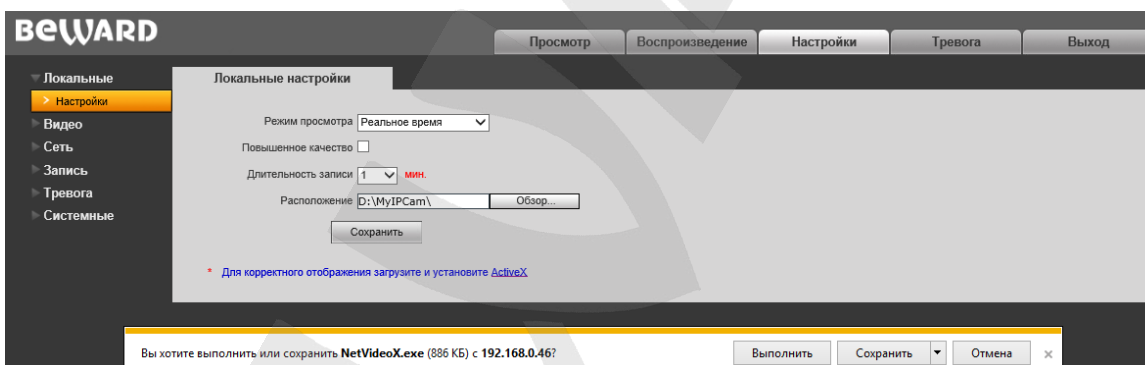 BEWARD
Просмотр Воспроизведение Настройки Тревога Выход
Локальные
> Настройки
Видео
Сеть
Запись
Тревога
Системные
Локальные настройки
Режим просмотра Реальное время
Повышенное качество
Длительность записи 1 мин.
Расположение D:\MyIPCam\ Обзор...
Сохранить
* Для корректного отображения загрузите и установите ActiveX
Вы хотите выполнить или сохранить NetVideoX.exe (886 КБ) с 192.168.0.46? Выполнить Сохранить Отмена ×